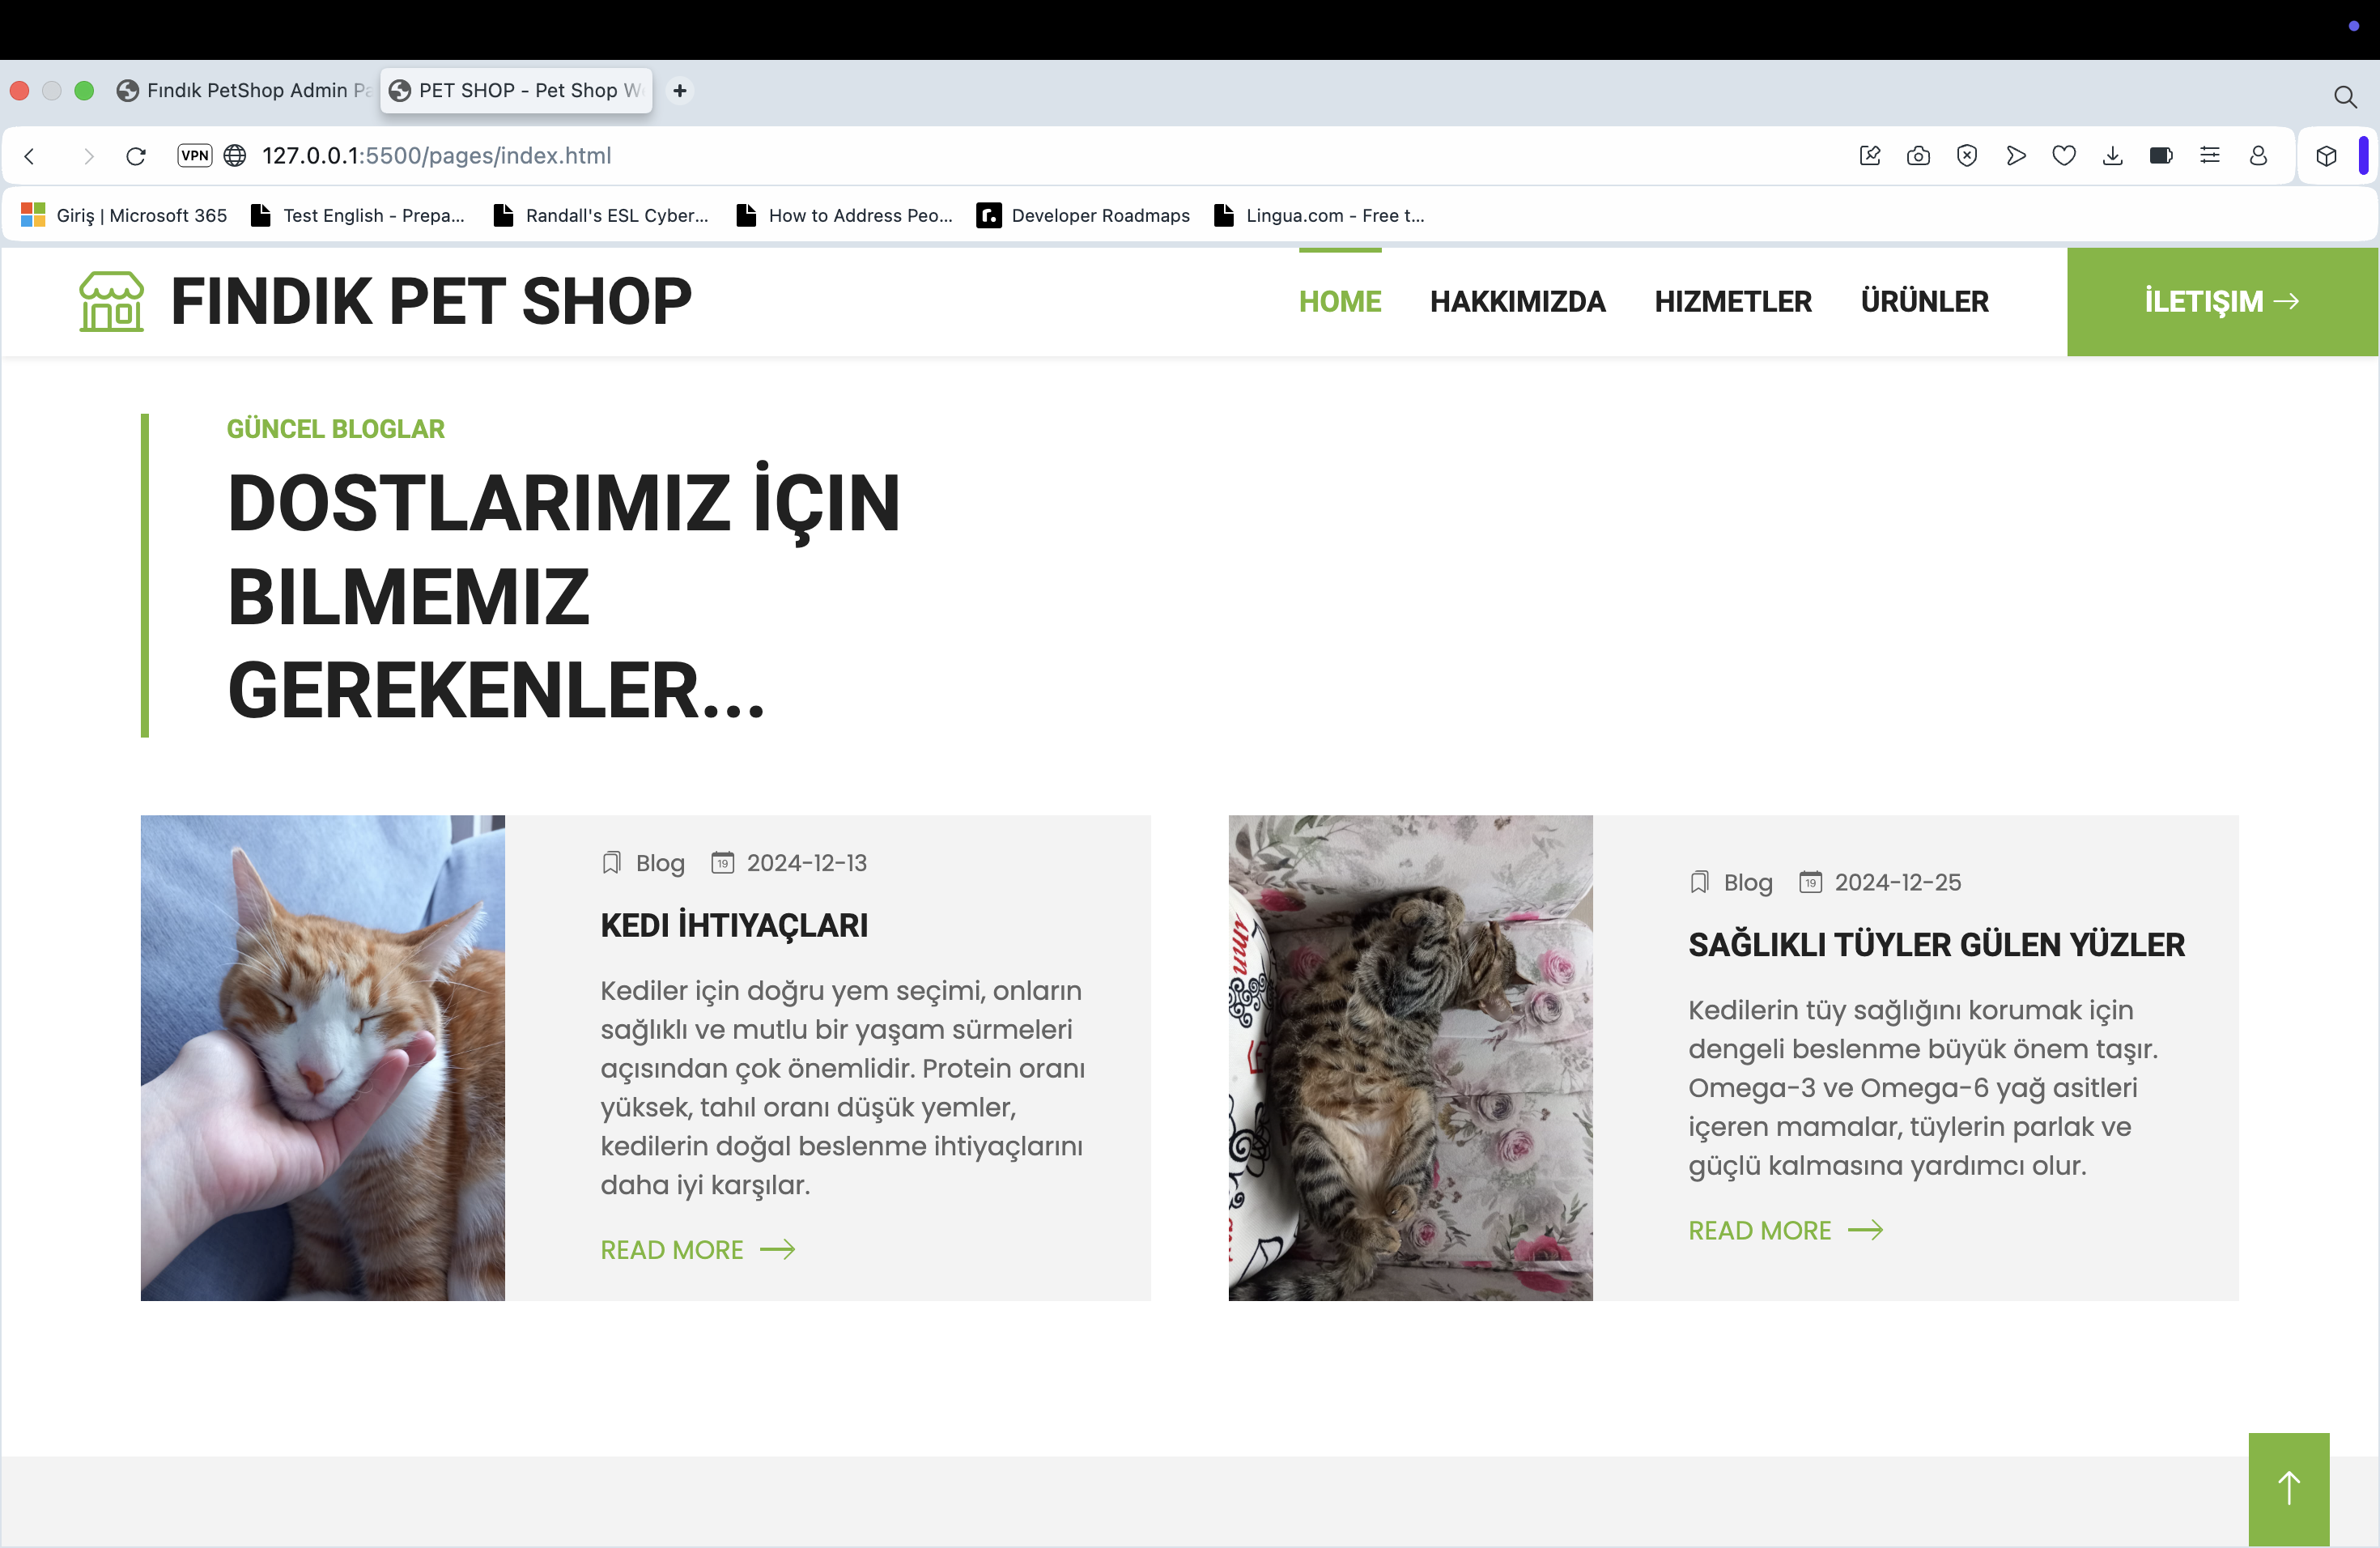 Fındık PetShop Admin Pa
PET SHOP - Pet Shop W
VPN
127.0.0.1:5500/pages/index.html
Giriş | Microsoft 365
Test English - Prepa...
Randall's ESL Cyber...
How to Address Peo...
Developer Roadmaps
Lingua.com - Free t...
FINDIK PET SHOP
HOME
HAKKIMIZDA
HIZMETLER
ÜRÜNLER
İLETIŞIM
GÜNCEL BLOGLAR
DOSTLARIMIZ İÇIN
BILMEMIZ
GEREKENLER...
Blog 19 2024-12-13
KEDI İHTIYAÇLARI
Kediler için doğru yem seçimi, onların
sağlıklı ve mutlu bir yaşam sürmeleri
açısından çok önemlidir. Protein oranı
yüksek, tahıl oranı düşük yemler,
kedilerin doğal beslenme ihtiyaçlarını
daha iyi karşılar.
READ MORE
Blog 19 2024-12-25
SAĞLIKLI TÜYLER GÜLEN YÜZLER
Kedilerin tüy sağlığını korumak için
dengeli beslenme büyük önem taşır.
Omega-3 ve Omega-6 yağ asitleri
içeren mamalar, tüylerin parlak ve
güçlü kalmasına yardımcı olur.
READ MORE